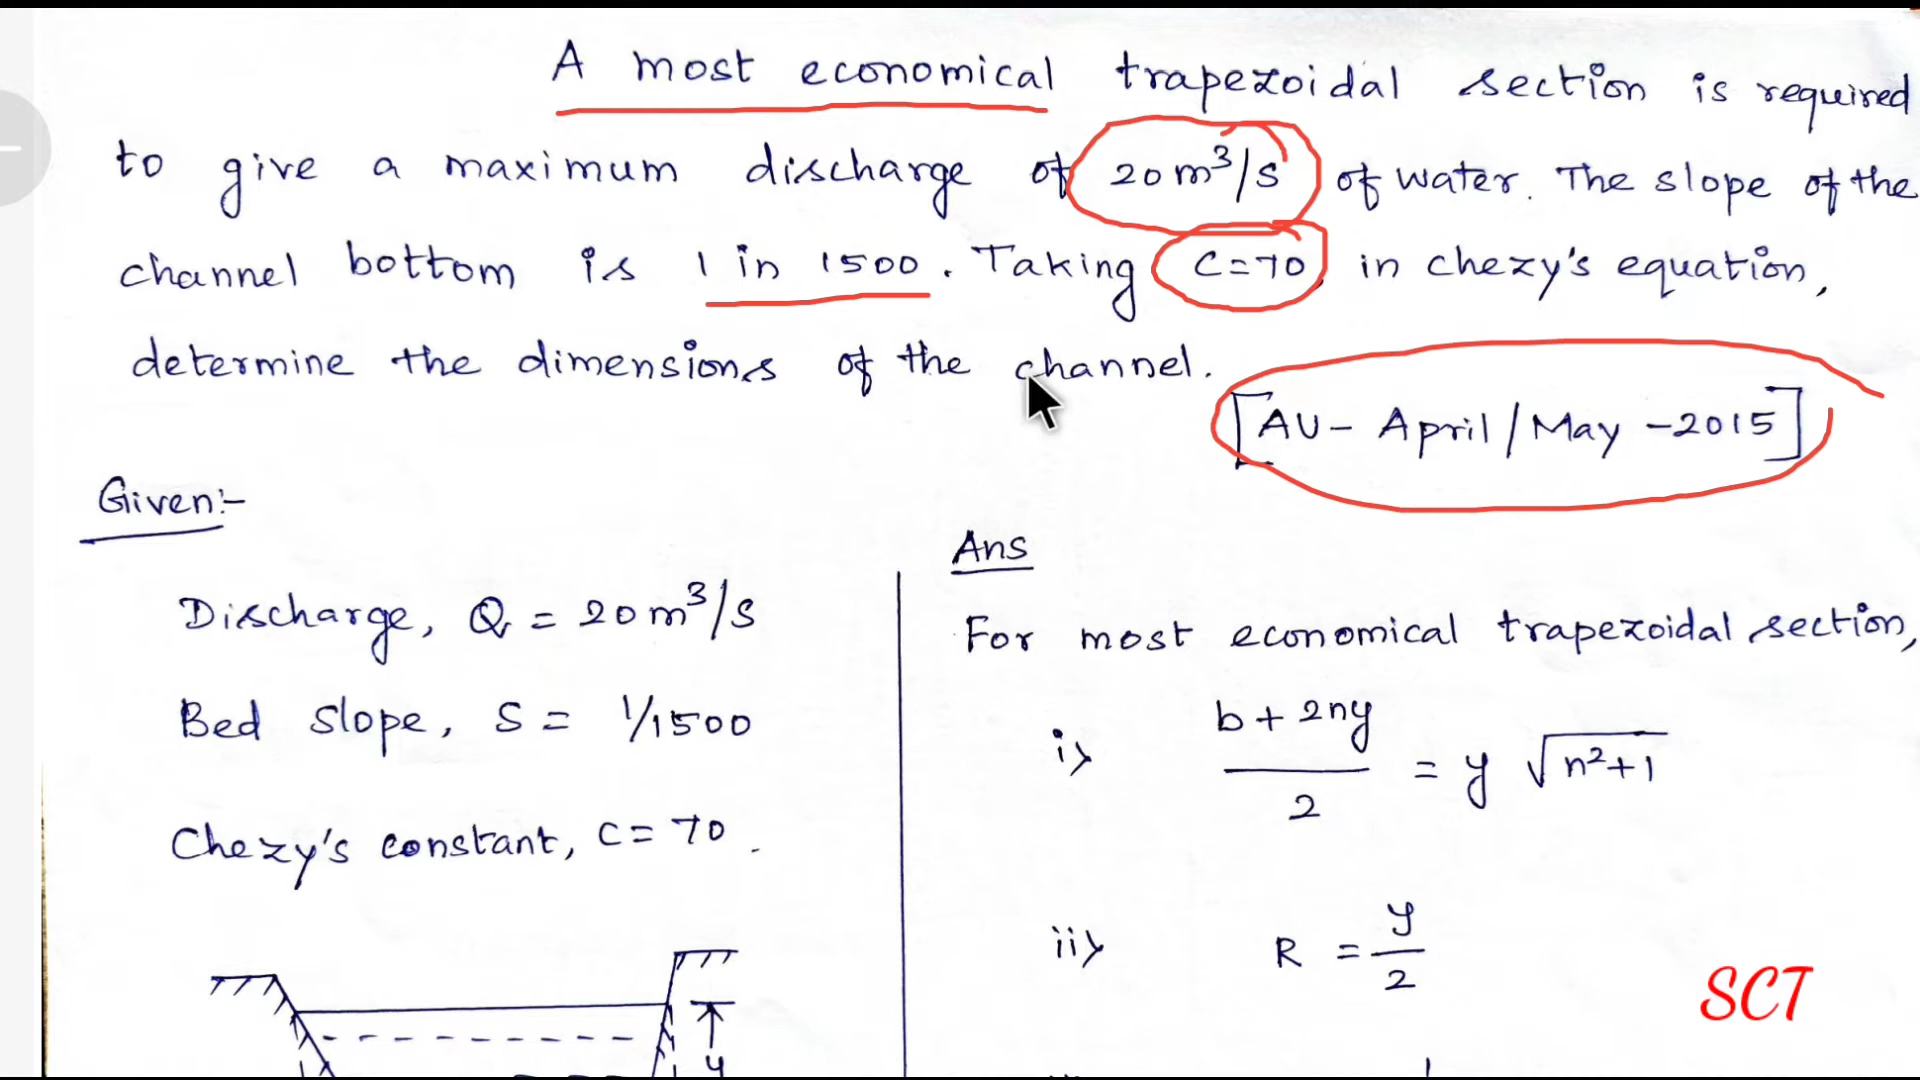 A most economical trapezoidal section is required
to give a maximum discharge of 20m³/s of water. The slope of the
channel bottom is 1 in 1500. Taking C=70 in chezy's equation,
determine the dimensions of the channel.
[AU- April/May -2015]
Given:-
Discharge, Q = 20m³/s
Bed slope, S = 1/1500
Chezy's constant, C= 70.
Ans
For most economical trapezoidal section,
i> b+2ny / 2 = y √n²+1
ii> R = y/2
y
SCT